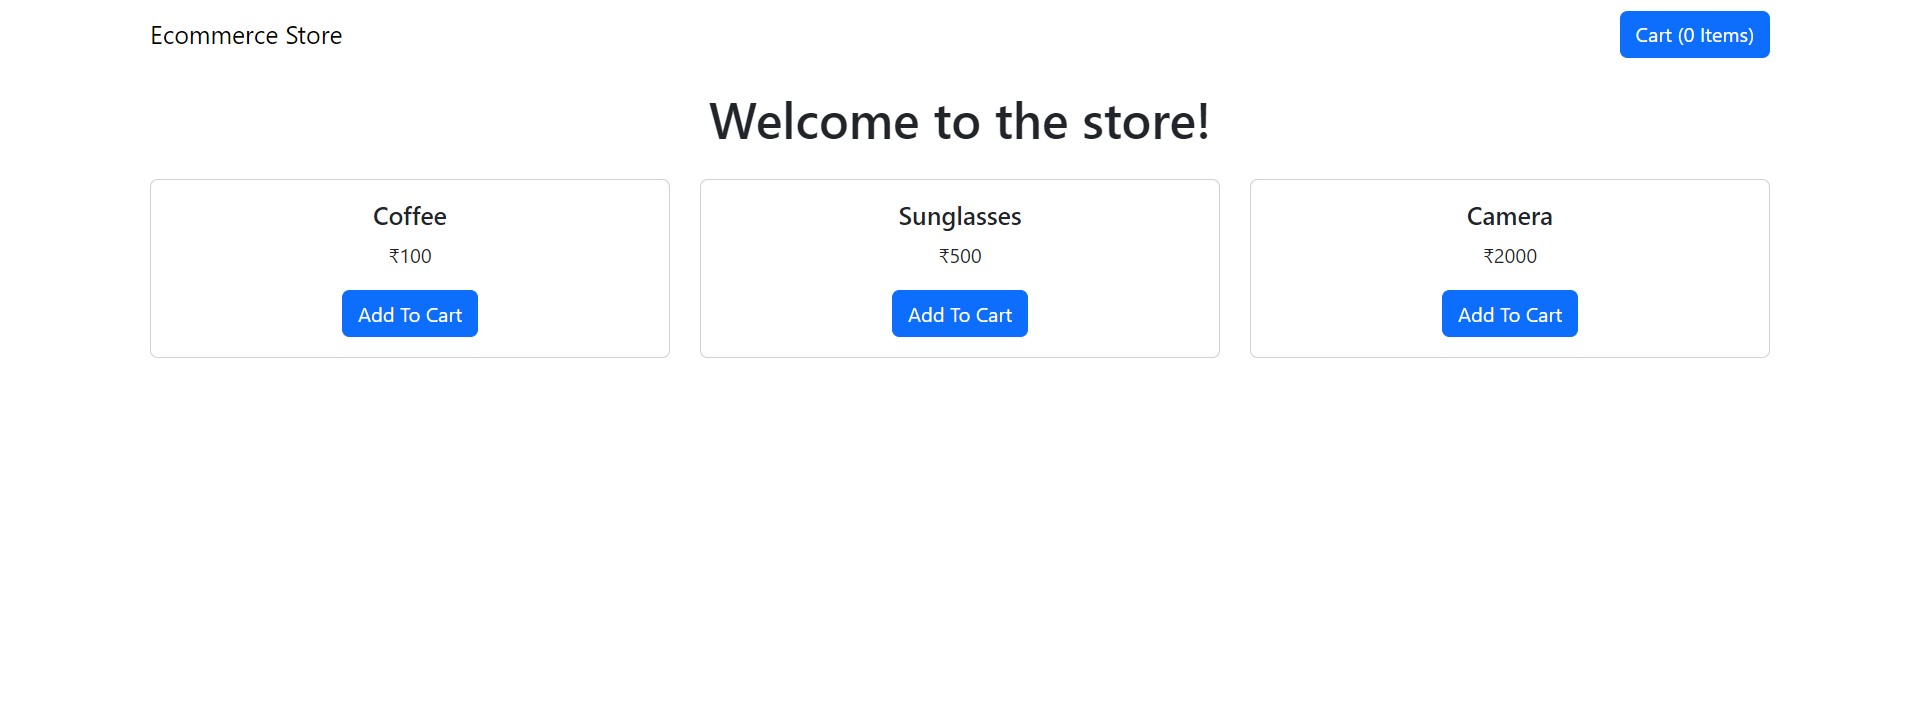 Ecommerce Store
Cart (0 Items)
Welcome to the store!
Coffee
₹100
Add To Cart
Sunglasses
₹500
Add To Cart
Camera
₹2000
Add To Cart